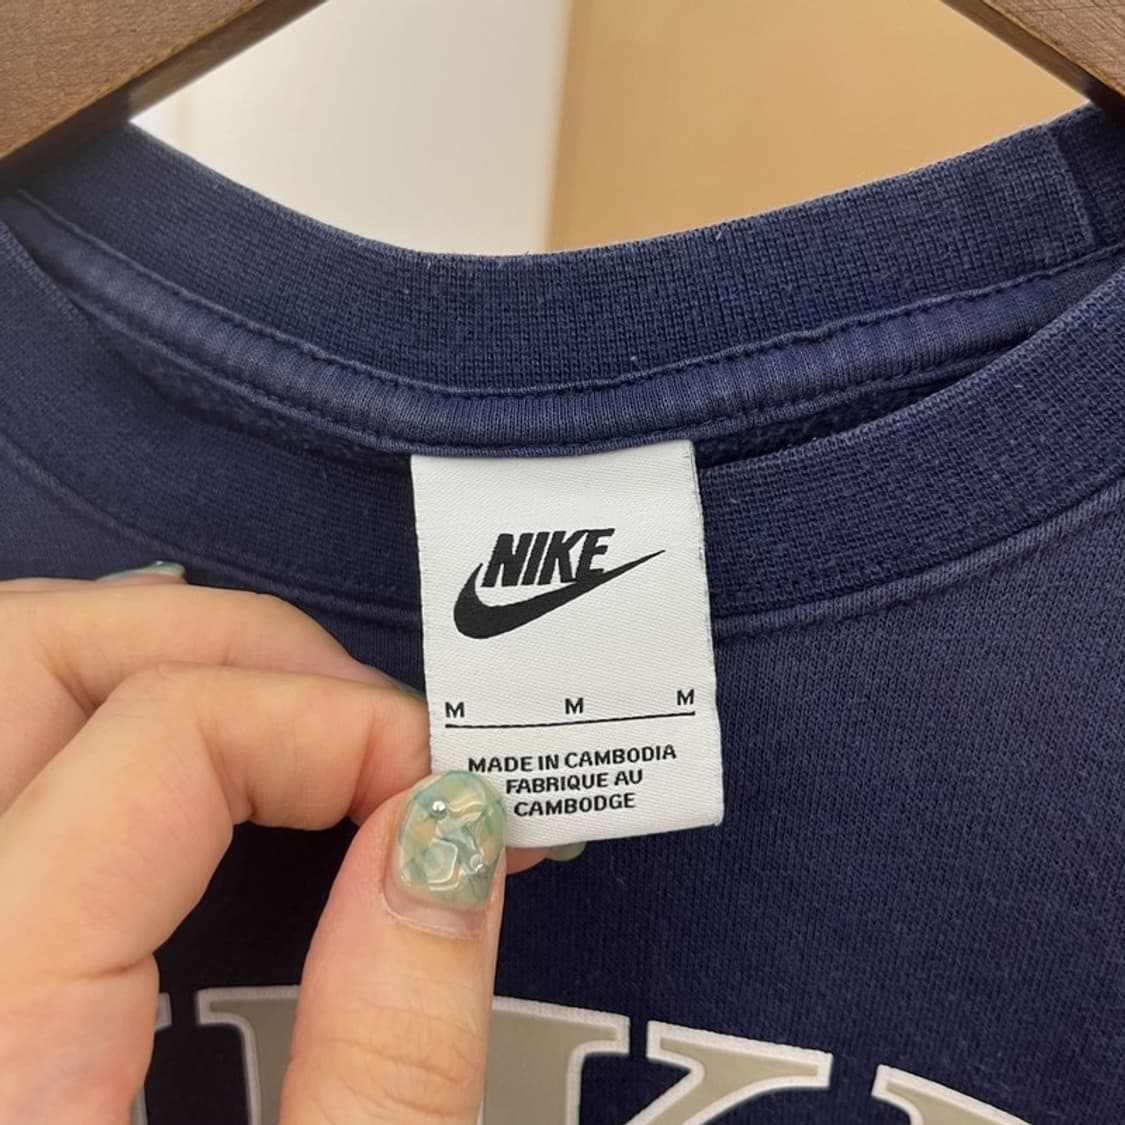 NIKE
M M M
MADE IN CAMBODIA
FABRIQUE AU
CAMBODGE